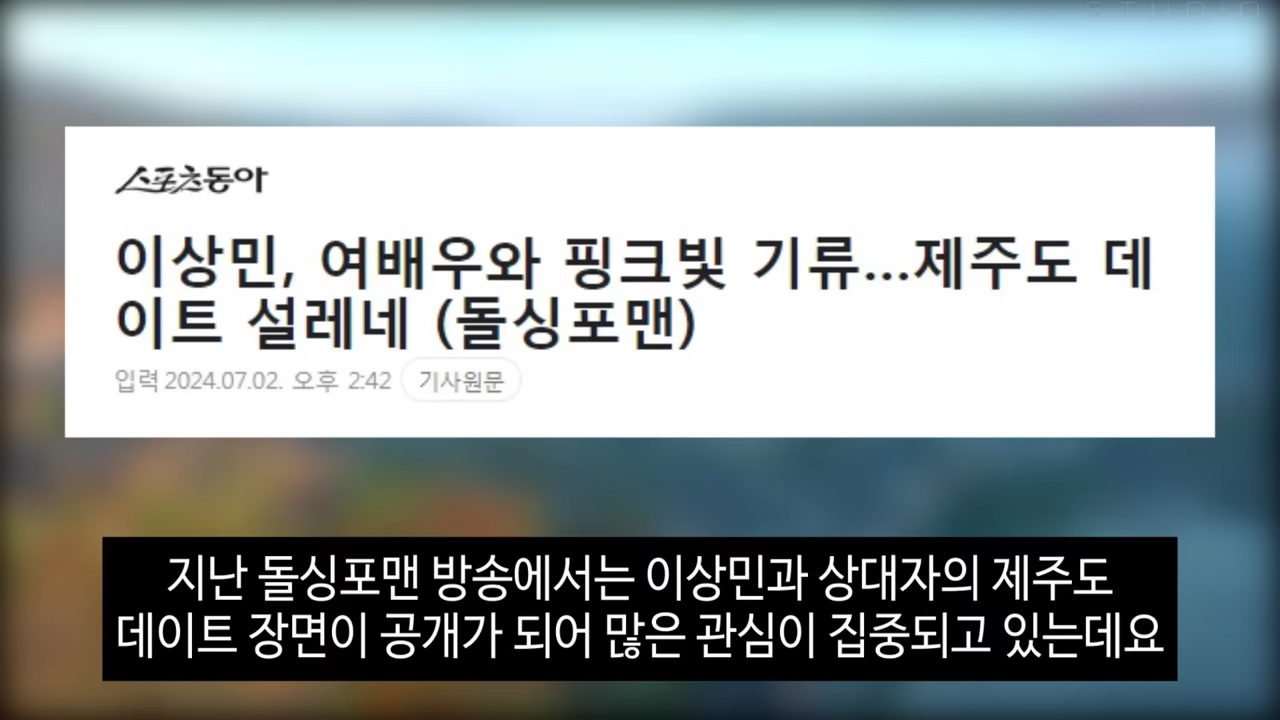 STUDIO
스포츠동아
이상민, 여배우와 핑크빛 기류...제주도 데
이트 설레네 (돌싱포맨)
입력 2024.07.02. 오후 2:42 기사원문
지난 돌싱포맨 방송에서는 이상민과 상대자의 제주도
데이트 장면이 공개가 되어 많은 관심이 집중되고 있는데요